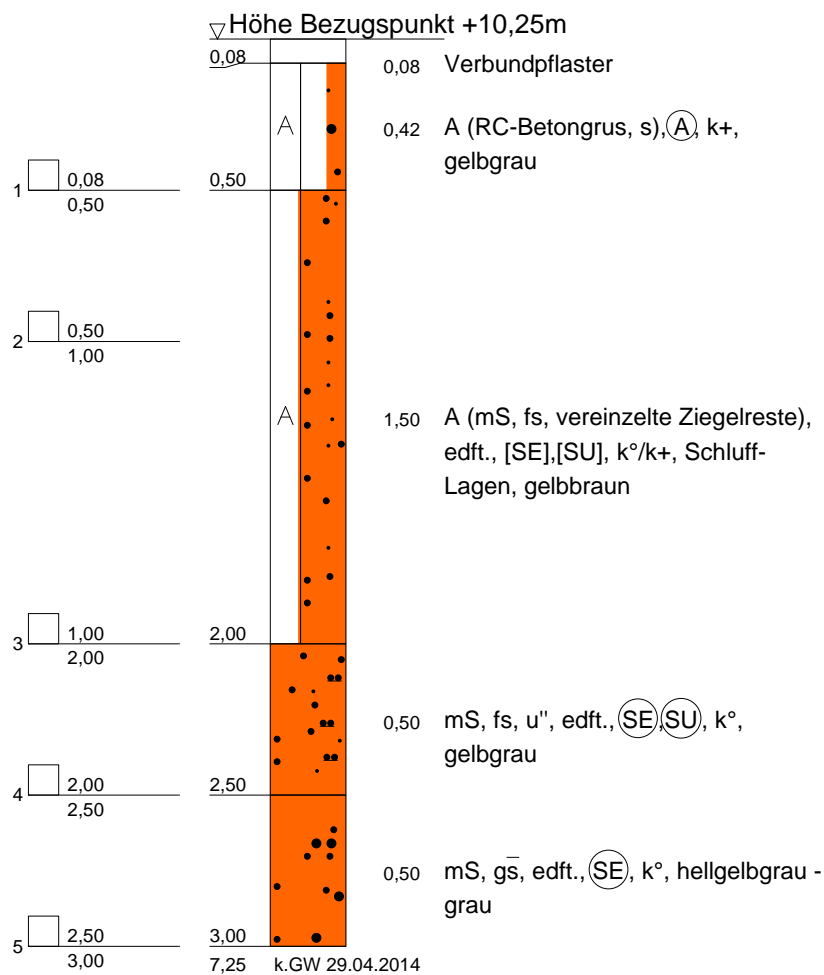 Höhe Bezugspunkt +10,25m
0,08
0,08 Verbundpflaster
A
0,42 A (RC-Betongrus, s), A, k+,
gelbgrau
1 0,08
0,50
0,50
2 0,50
1,00
A
1,50 A (mS, fs, vereinzelte Ziegelreste),
edft., [SE],[SU], k°/k+, Schluff-
Lagen, gelbbraun
3 1,00
2,00
2,00
0,50 mS, fs, u", edft., SE, SU, k°,
gelbgrau
4 2,00
2,50
2,50
0,50 mS, gs̅, edft., SE, k°, hellgelbgrau -
grau
5 2,50
3,00
3,00
7,25 k.GW 29.04.2014